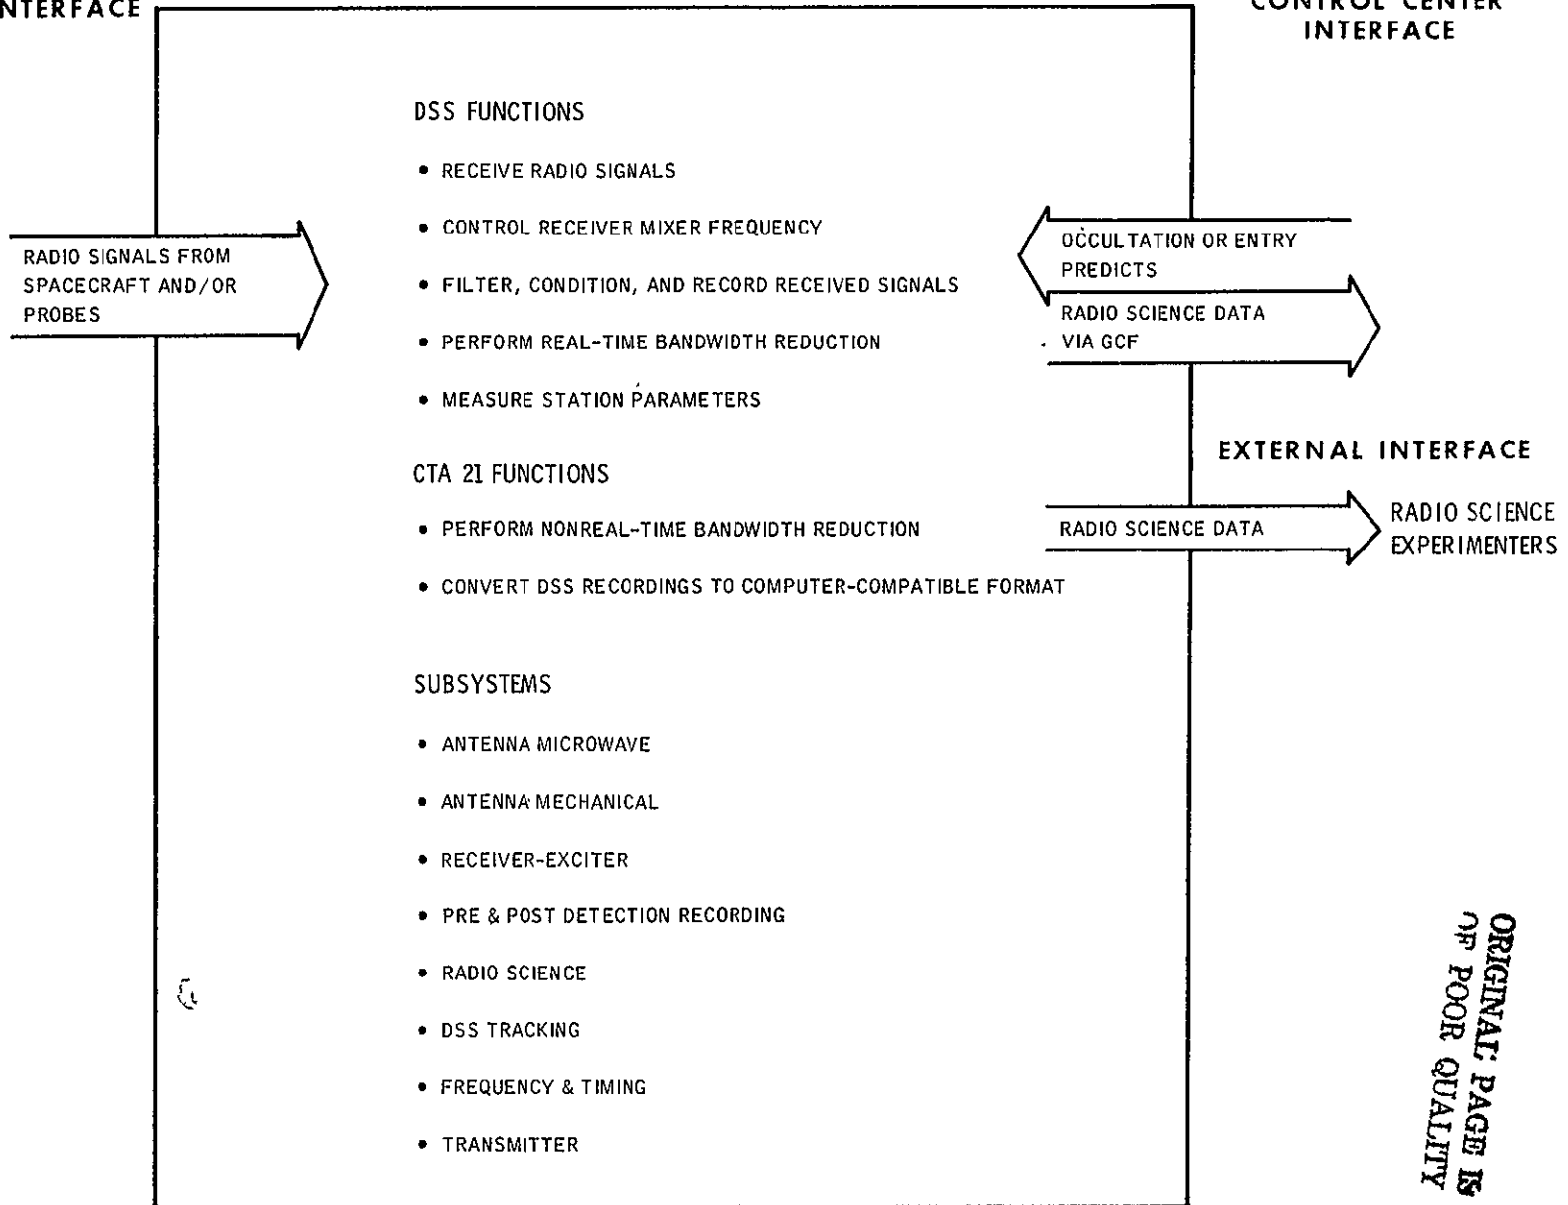 INTERFACE
CONTROL CENTER
INTERFACE
DSS FUNCTIONS
• RECEIVE RADIO SIGNALS
• CONTROL RECEIVER MIXER FREQUENCY
• FILTER, CONDITION, AND RECORD RECEIVED SIGNALS
• PERFORM REAL-TIME BANDWIDTH REDUCTION
• MEASURE STATION PARAMETERS
RADIO SIGNALS FROM
SPACECRAFT AND/OR
PROBES
OCCULTATION OR ENTRY
PREDICTS
RADIO SCIENCE DATA
VIA GCF
CTA 21 FUNCTIONS
• PERFORM NONREAL-TIME BANDWIDTH REDUCTION
• CONVERT DSS RECORDINGS TO COMPUTER-COMPATIBLE FORMAT
EXTERNAL INTERFACE
RADIO SCIENCE DATA
RADIO SCIENCE
EXPERIMENTERS
SUBSYSTEMS
• ANTENNA MICROWAVE
• ANTENNA MECHANICAL
• RECEIVER-EXCITER
• PRE & POST DETECTION RECORDING
• RADIO SCIENCE
• DSS TRACKING
• FREQUENCY & TIMING
• TRANSMITTER
ORIGINAL PAGE IS
OF POOR QUALITY